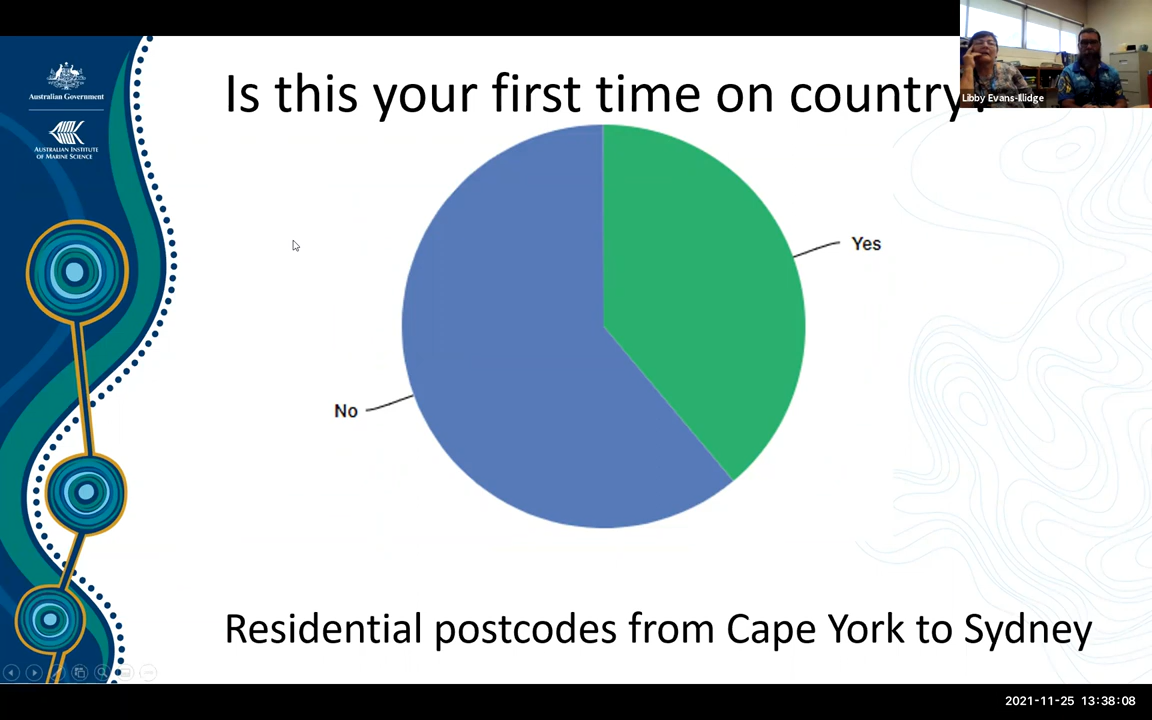 Australian Government
AUSTRALIAN INSTITUTE
OF MARINE SCIENCE
Is this your first time on country?
Libby Evans-Illidge
Yes
No
Residential postcodes from Cape York to Sydney
2021-11-25 13:38:08